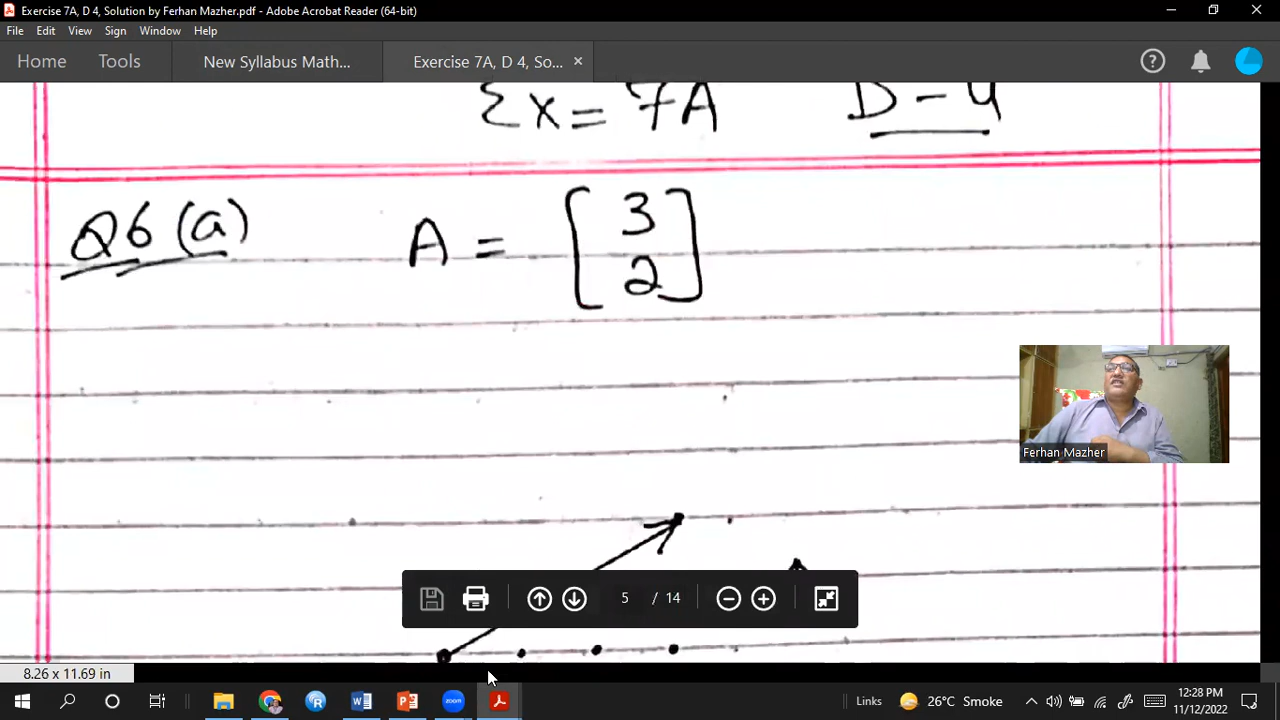 Exercise 7A, D 4, Solution by Ferhan Mazher.pdf - Adobe Acrobat Reader (64-bit)
File Edit View Sign Window Help
Home Tools New Syllabus Math... Exercise 7A, D 4, So... ×
Ex = 7A D - 4
Q6 (a) A = [ 3
2 ]
Ferhan Mazher
5 / 14
8.26 x 11.69 in
zoom
Links 26°C Smoke 12:28 PM
11/12/2022